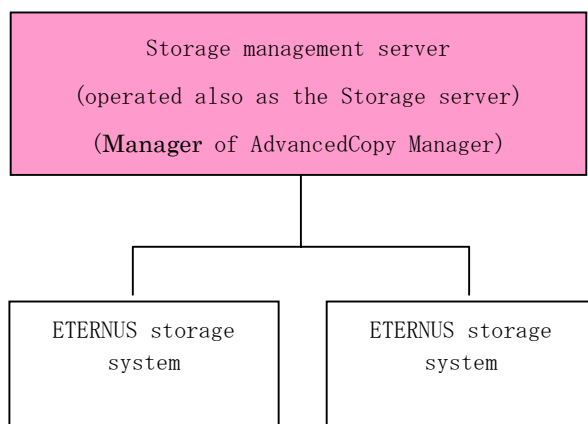 Storage management server
(operated also as the Storage server)
(Manager of AdvancedCopy Manager)
ETERNUS storage
system
ETERNUS storage
system